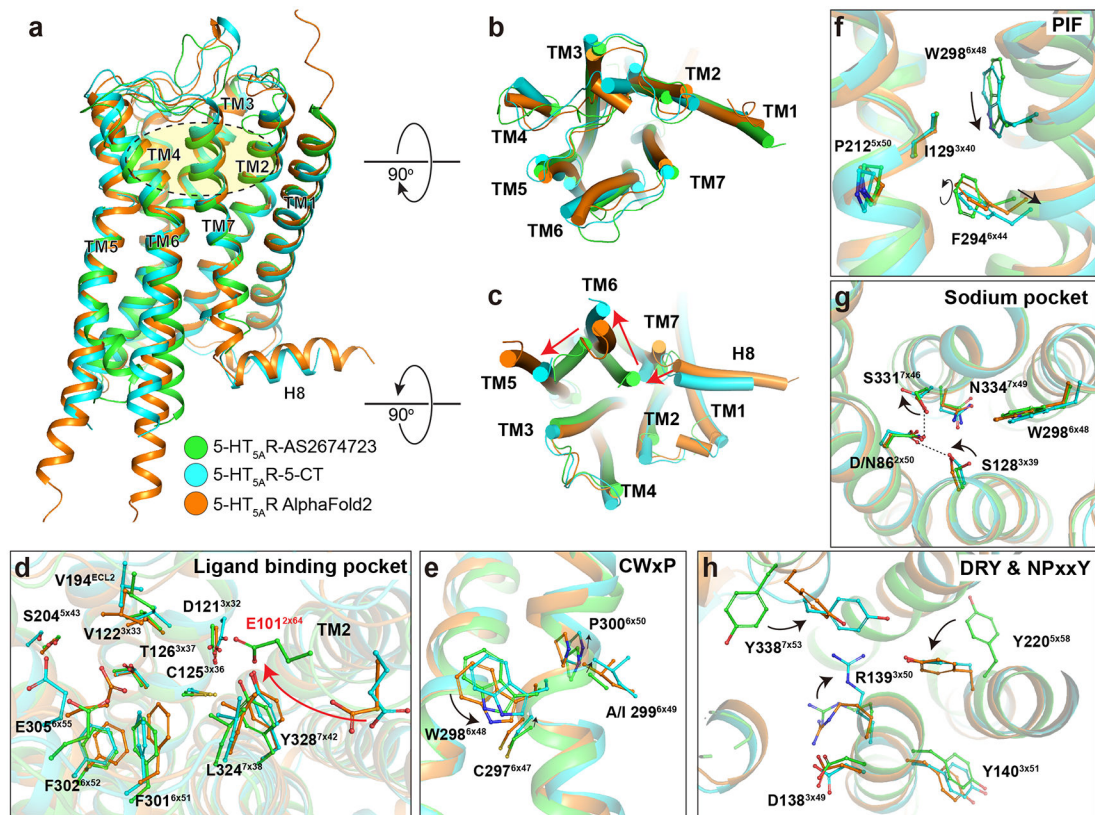 a
TM3
TM4
TM2
TM1
TM5
TM6
TM7
H8
90°
90°
5-HT5AR-AS2674723
5-HT5AR-5-CT
5-HT5AR AlphaFold2
b
TM3
TM2
TM1
TM4
TM5
TM7
TM6
c
TM6
TM7
H8
TM5
TM3
TM2
TM1
TM4
d
Ligand binding pocket
V194ECL2
S2045x43
D1213x32
E1012x64
TM2
V1223x33
T1263x37
C1253x36
E3056x55
Y3287x42
L3247x38
F3026x52
F3016x51
e
CWxP
P3006x50
A/I 2996x49
W2986x48
C2976x47
f
PIF
W2986x48
P2125x50
I1293x40
F2946x44
g
Sodium pocket
S3317x46
N3347x49
W2986x48
D/N862x50
S1283x39
h
DRY & NPxxY
Y3387x53
Y2205x58
R1393x50
Y1403x51
D1383x49